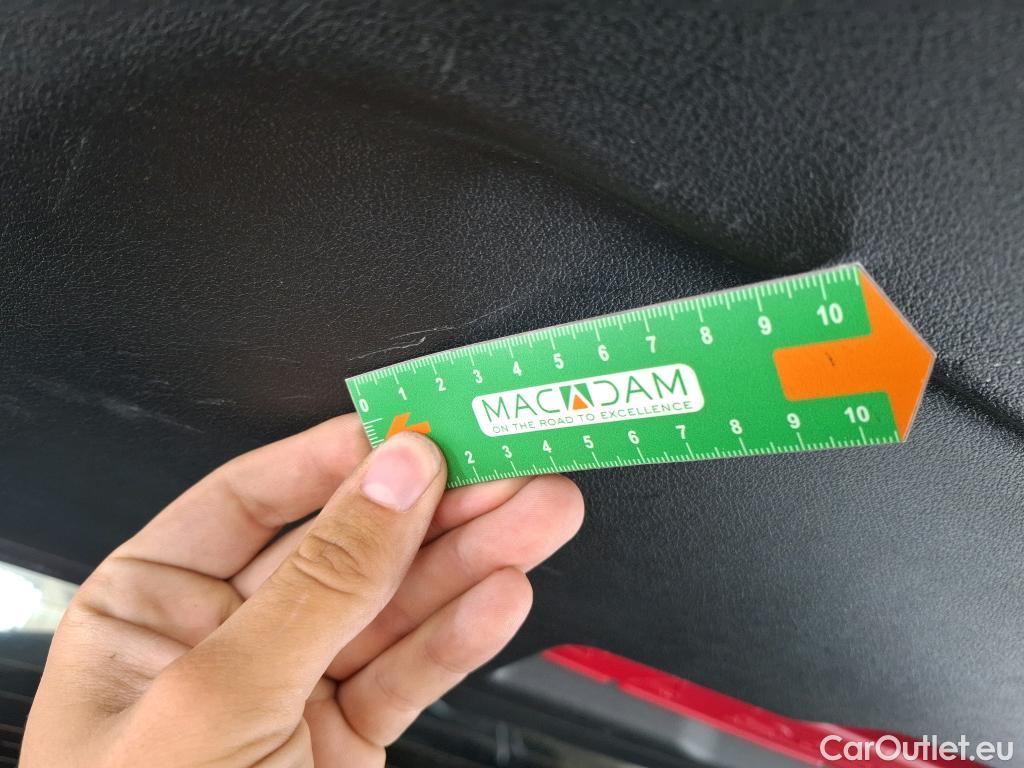 0 1 2 3 4 5 6 7 8 9 10
MACADAM
ON THE ROAD TO EXCELLENCE
2 3 4 5 6 7 8 9 10
CarOutlet.eu